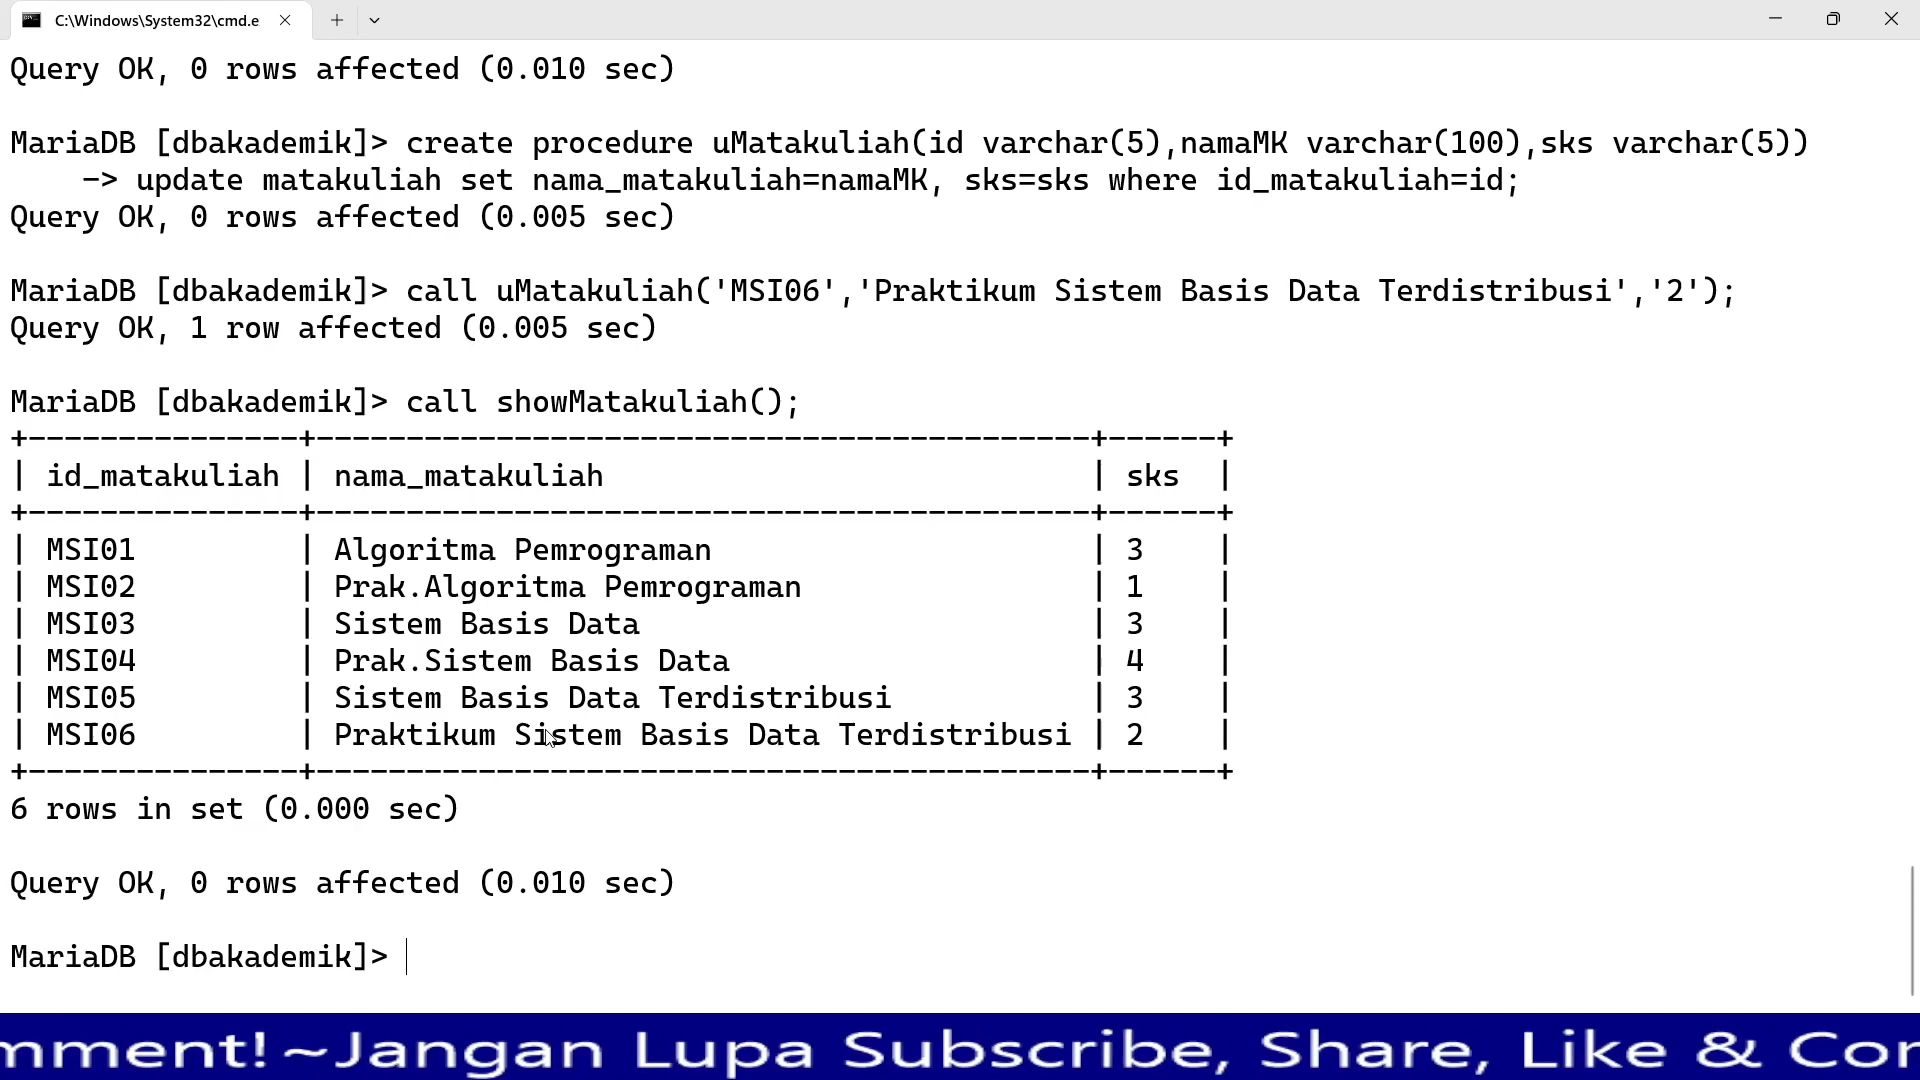 C:\Windows\System32\cmd.e
Query OK, 0 rows affected (0.010 sec)
MariaDB [dbakademik]> create procedure uMatakuliah(id varchar(5),namaMK varchar(100),sks varchar(5))
    -> update matakuliah set nama_matakuliah=namaMK, sks=sks where id_matakuliah=id;
Query OK, 0 rows affected (0.005 sec)
MariaDB [dbakademik]> call uMatakuliah('MSI06','Praktikum Sistem Basis Data Terdistribusi','2');
Query OK, 1 row affected (0.005 sec)
MariaDB [dbakademik]> call showMatakuliah();
+---------------+-------------------------------------------+------+
| id_matakuliah | nama_matakuliah                           | sks  |
+---------------+-------------------------------------------+------+
| MSI01         | Algoritma Pemrograman                     | 3    |
| MSI02         | Prak.Algoritma Pemrograman                | 1    |
| MSI03         | Sistem Basis Data                         | 3    |
| MSI04         | Prak.Sistem Basis Data                    | 4    |
| MSI05         | Sistem Basis Data Terdistribusi           | 3    |
| MSI06         | Praktikum Sistem Basis Data Terdistribusi | 2    |
+---------------+-------------------------------------------+------+
6 rows in set (0.000 sec)
Query OK, 0 rows affected (0.010 sec)
MariaDB [dbakademik]>
mment!~Jangan Lupa Subscribe, Share, Like & Con